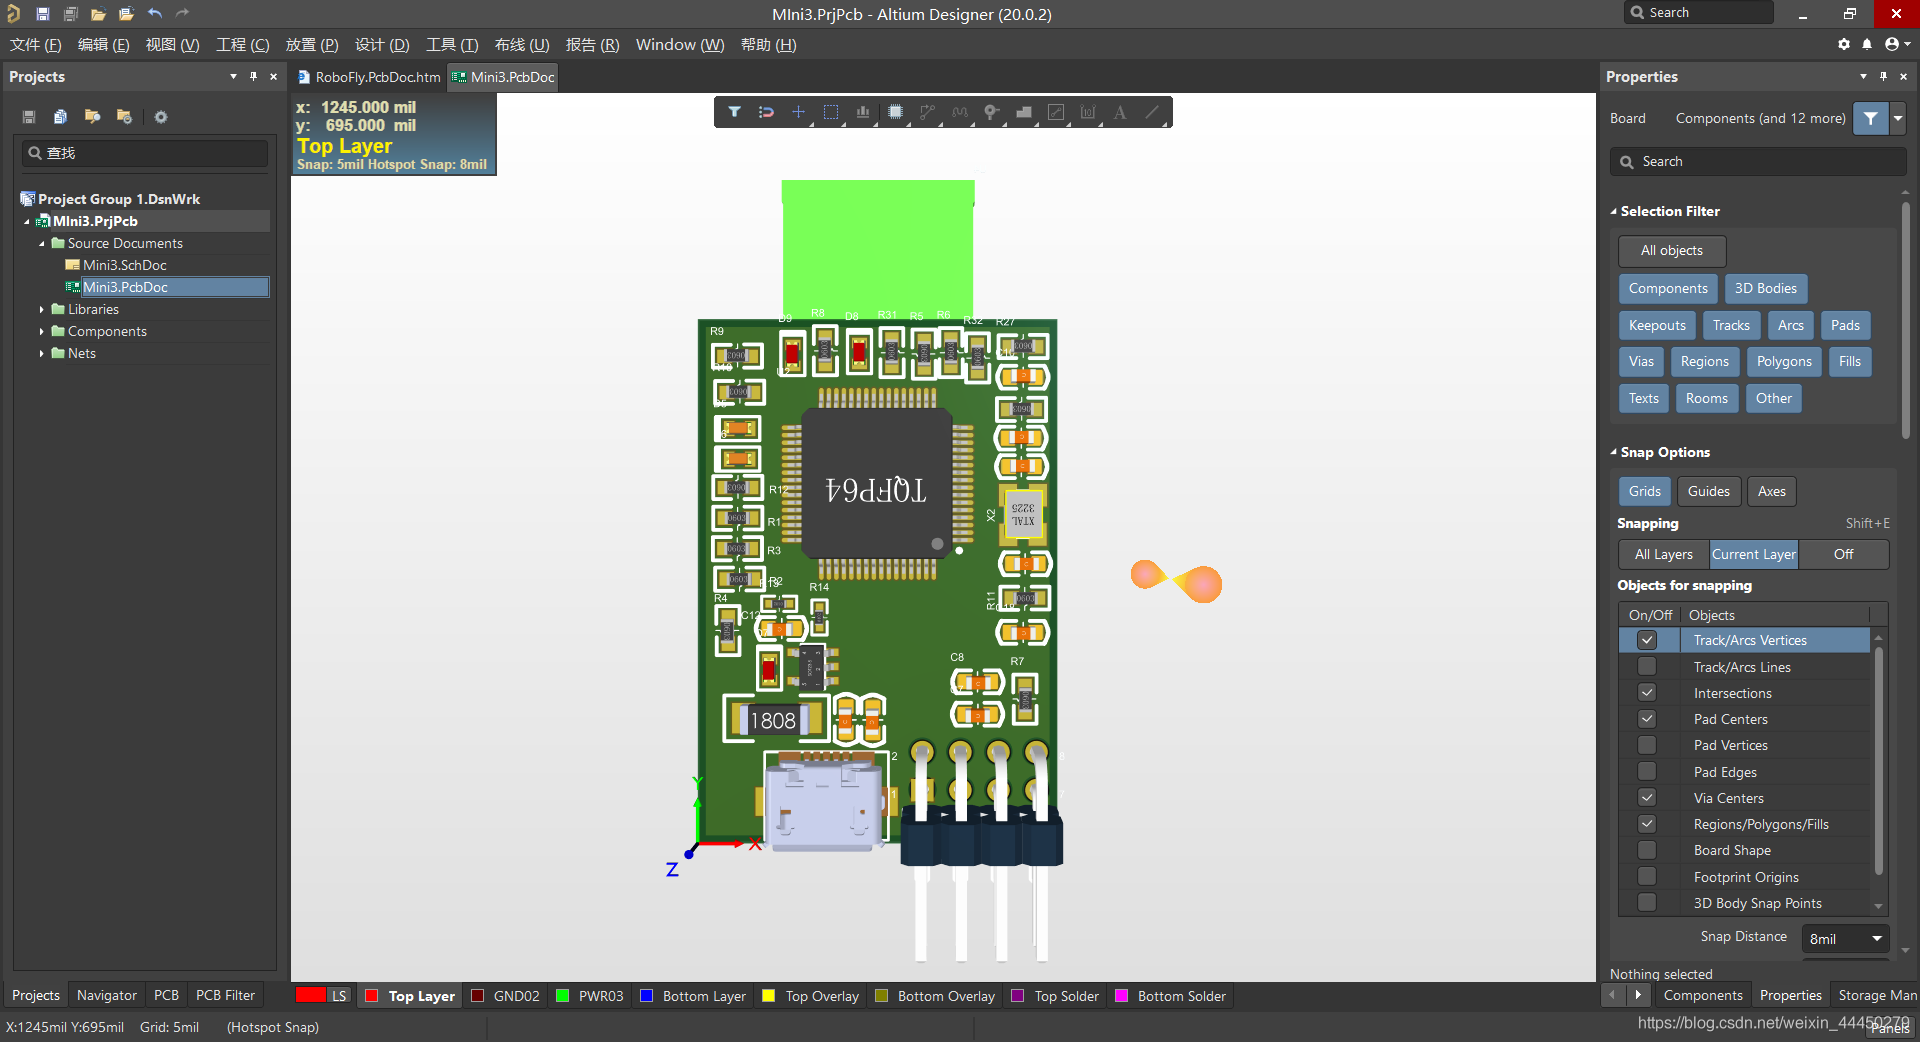 MIni3.PrjPcb - Altium Designer (20.0.2)
Search
文件 (F) 编辑 (E) 视图 (V) 工程 (C) 放置 (P) 设计 (D) 工具 (T) 布线 (U) 报告 (R) Window (W) 帮助 (H)
Projects
查找
Project Group 1.DsnWrk
MIni3.PrjPcb
Source Documents
Mini3.SchDoc
Mini3.PcbDoc
Libraries
Components
Nets
RoboFly.PcbDoc.htm
Mini3.PcbDoc
x: 1245.000 mil
y: 695.000 mil
Top Layer
Snap: 5mil Hotspot Snap: 8mil
D9 R8 D8 R31 R5 R6 R32 R27
R9
U2
TQFP64
R12
R1
R3
R2
R14
R4
C12
X2
XTAL
3225
R11
C8
R7
1808
2
1
Y
X
Z
Properties
Board Components (and 12 more)
Search
Selection Filter
All objects
Components 3D Bodies
Keepouts Tracks Arcs Pads
Vias Regions Polygons Fills
Texts Rooms Other
Snap Options
Grids Guides Axes
Snapping Shift+E
All Layers Current Layer Off
Objects for snapping
On/Off Objects
Track/Arcs Vertices
Track/Arcs Lines
Intersections
Pad Centers
Pad Vertices
Pad Edges
Via Centers
Regions/Polygons/Fills
Board Shape
Footprint Origins
3D Body Snap Points
Snap Distance 8mil
Nothing selected
Components Properties Storage Man
Projects Navigator PCB PCB Filter
LS Top Layer GND02 PWR03 Bottom Layer Top Overlay Bottom Overlay Top Solder Bottom Solder
X:1245mil Y:695mil Grid: 5mil (Hotspot Snap)
https://blog.csdn.net/weixin_44450279
Panels